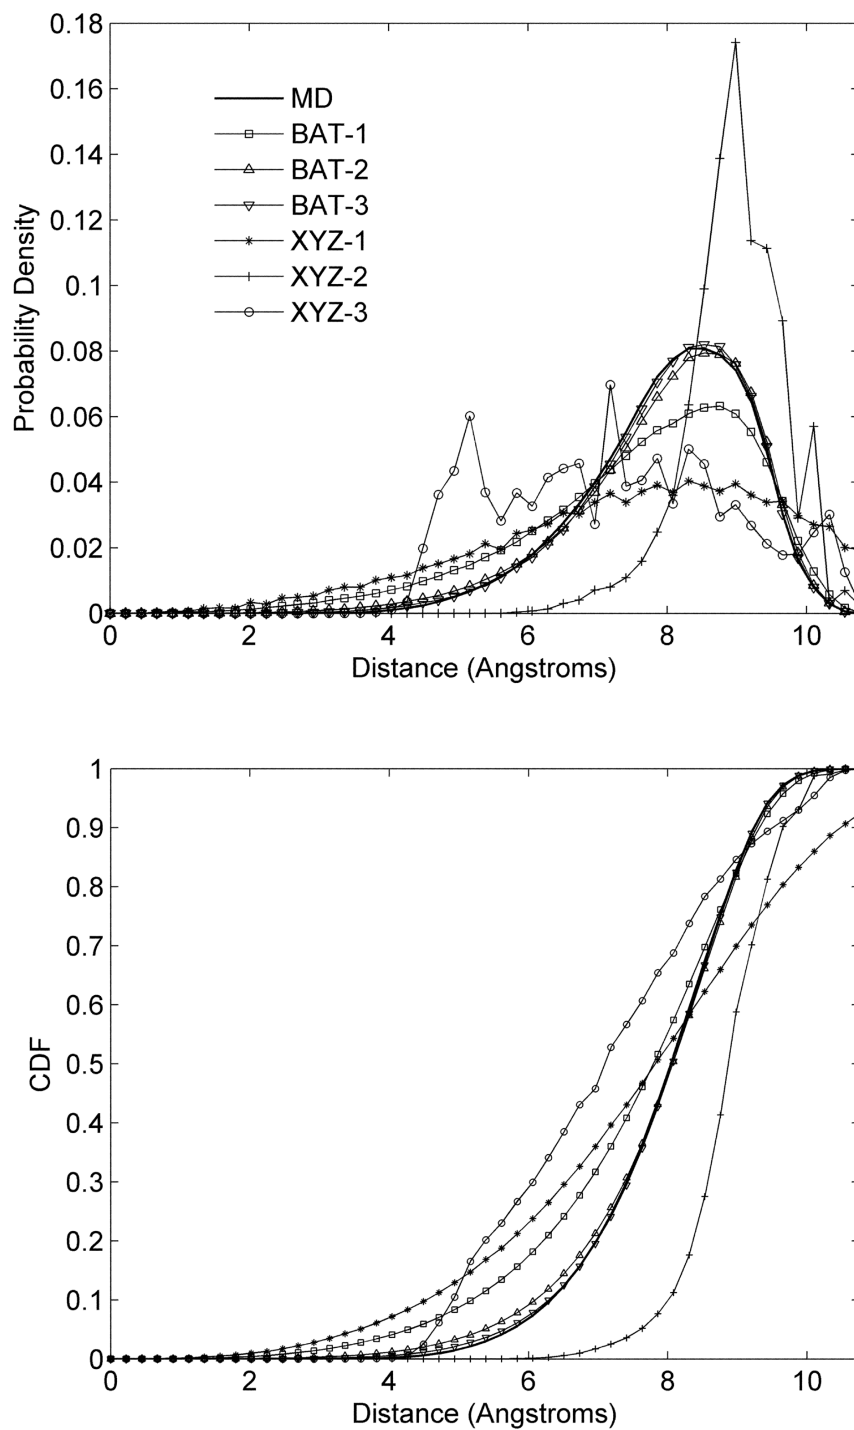 0.18
0.16
0.14
0.12
0.1
0.08
0.06
0.04
0.02
0
Probability Density
MD
BAT-1
BAT-2
BAT-3
XYZ-1
XYZ-2
XYZ-3
0 2 4 6 8 10
Distance (Angstroms)
1
0.9
0.8
0.7
0.6
0.5
0.4
0.3
0.2
0.1
0
CDF
0 2 4 6 8 10
Distance (Angstroms)